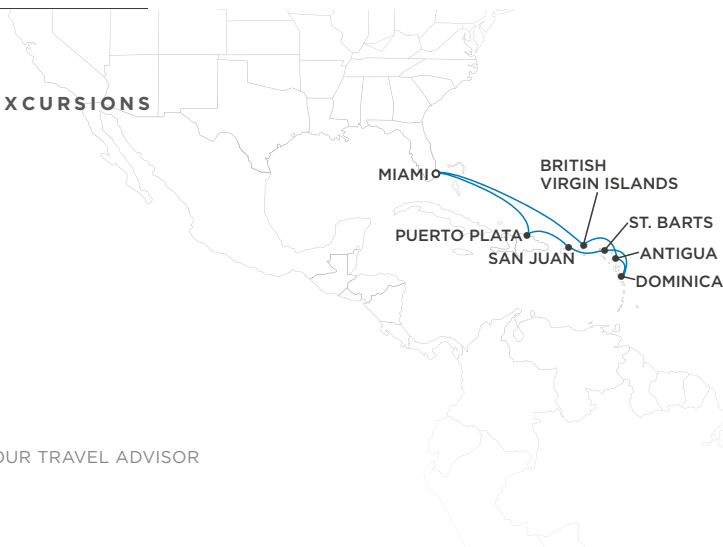 XCURSIONS
MIAMI
BRITISH
VIRGIN ISLANDS
ST. BARTS
PUERTO PLATA
ANTIGUA
SAN JUAN
DOMINICA
OUR TRAVEL ADVISOR